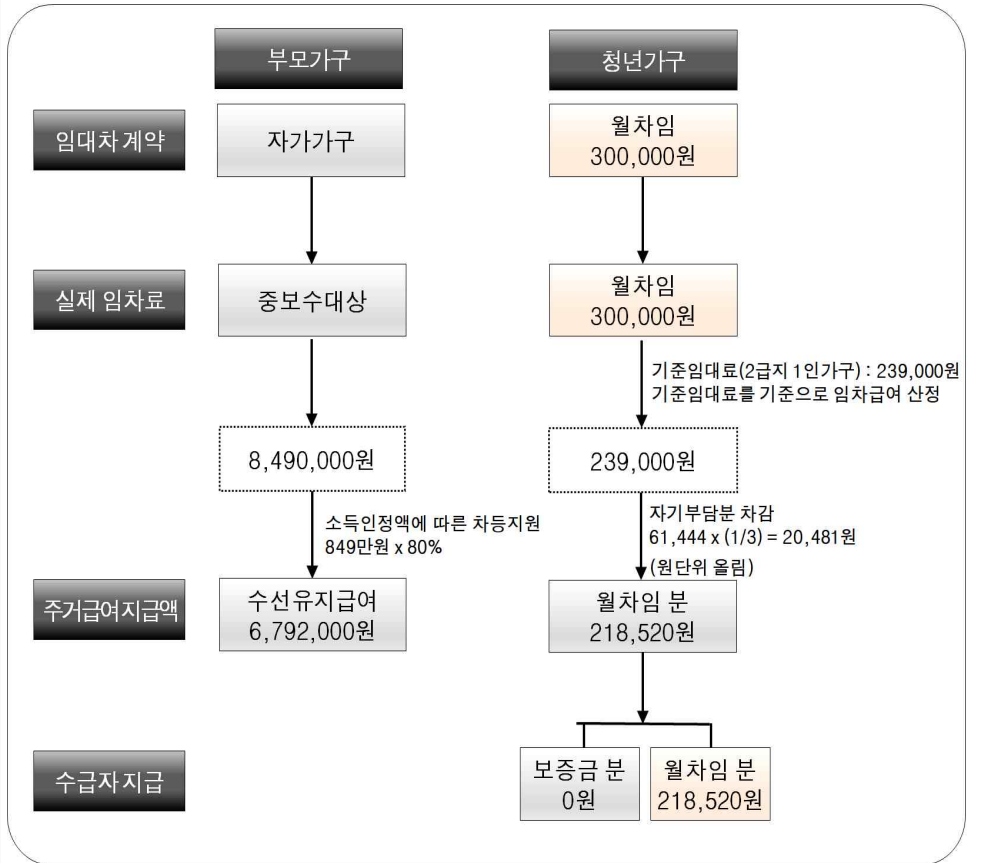 부모가구
청년가구
임대차 계약
자가가구
월차임
300,000원
실제 임차료
중보수대상
월차임
300,000원
기준임대료(2급지 1인가구) : 239,000원
기준임대료를 기준으로 임차급여 산정
8,490,000원
239,000원
소득인정액에 따른 차등지원
849만원 x 80%
자기부담분 차감
61,444 x (1/3) = 20,481원
(원단위 올림)
주거급여지급액
수선유지급여
6,792,000원
월차임 분
218,520원
수급자 지급
보증금 분
0원
월차임 분
218,520원